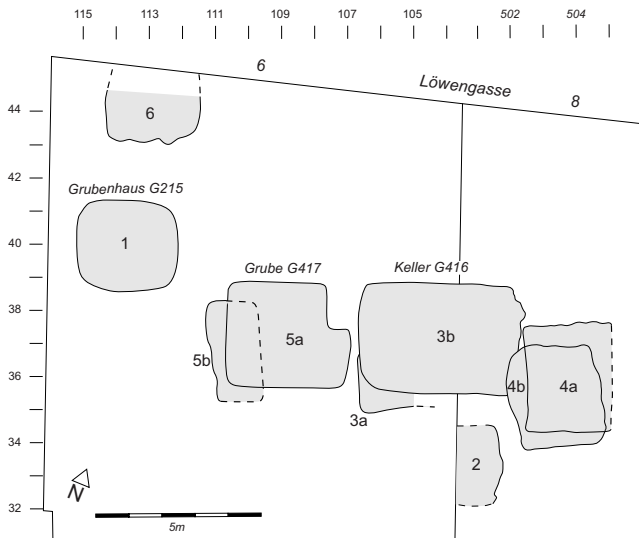 115 113 111 109 107 105 502 504
6
Löwengasse
8
44
6
42
Grubenhaus G215
40
1
Grube G417
Keller G416
38
5a
3b
5b
36
4b
4a
3a
34
2
N
32
5m